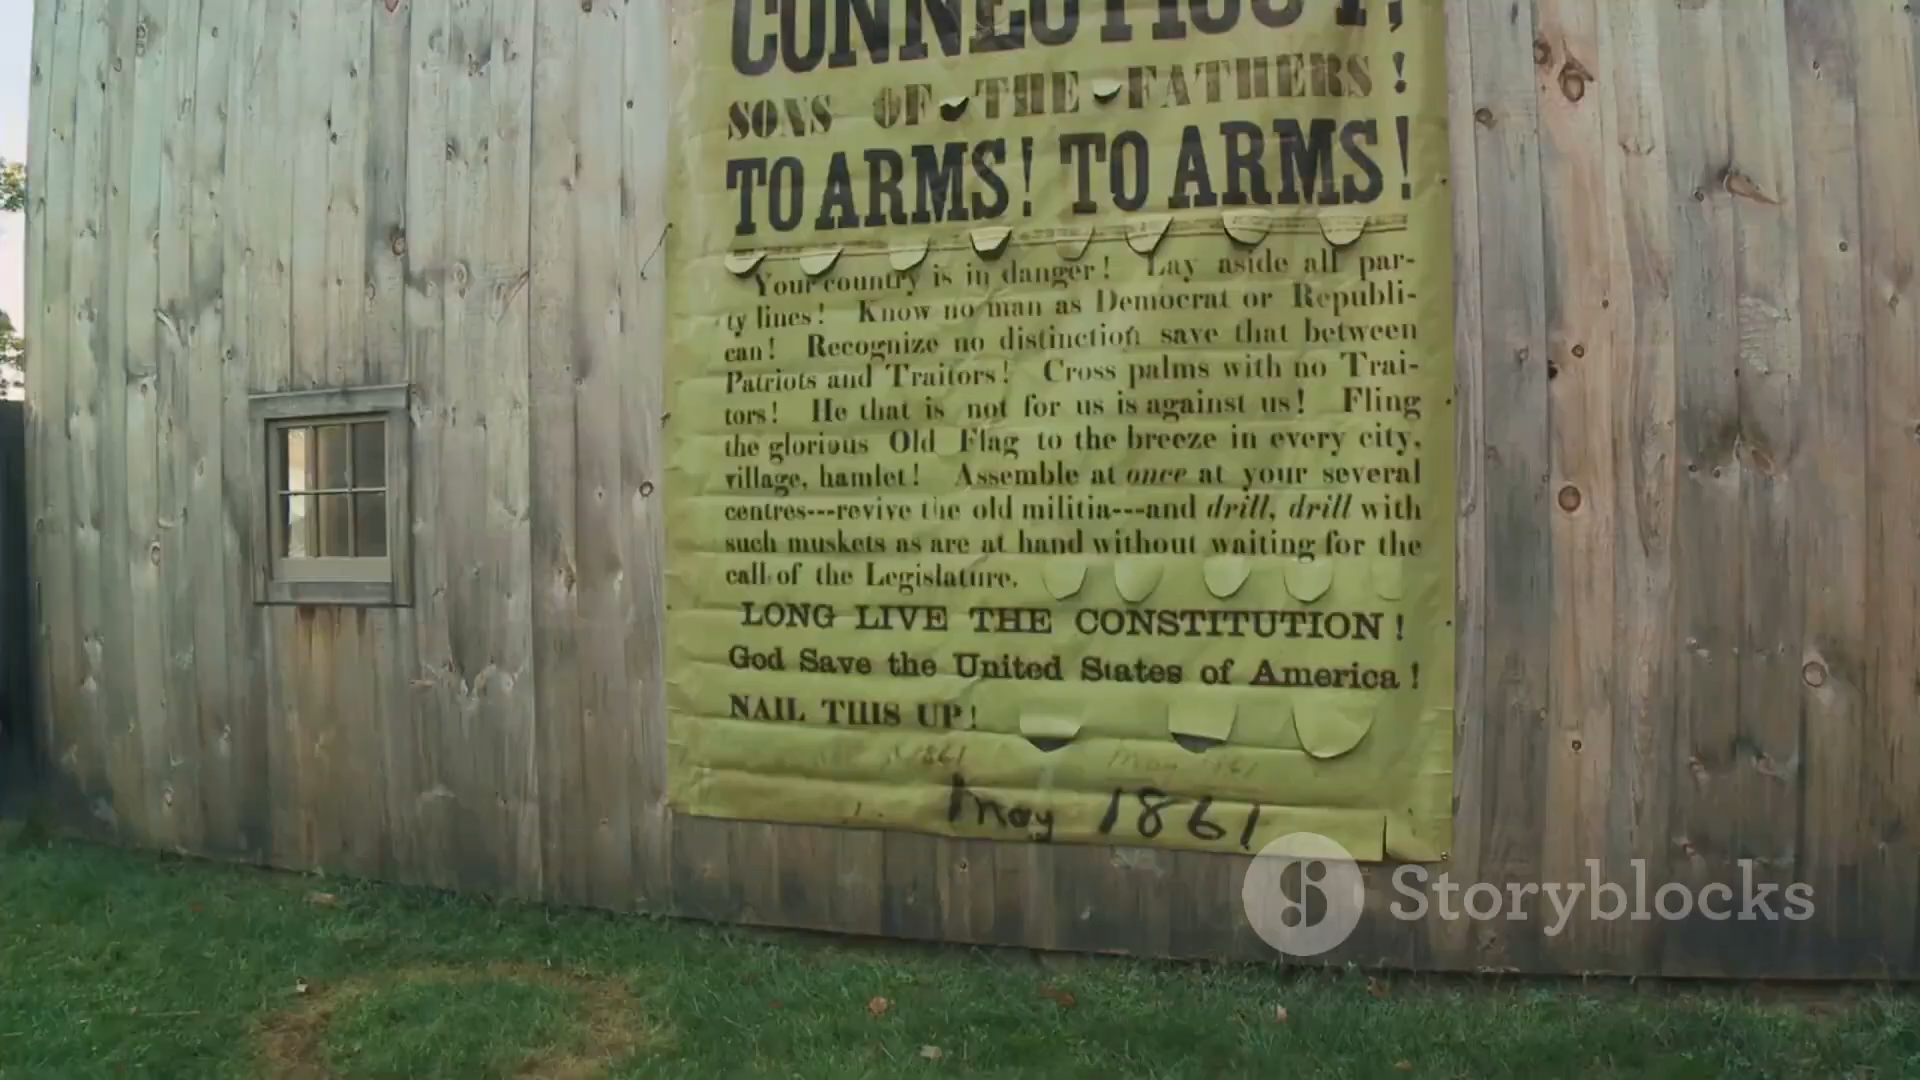 CONNECTICUT,
SONS OF THE FATHERS!
TO ARMS! TO ARMS!
Your country is in danger! Lay aside all par-
ty lines! Know no man as Democrat or Republi-
can! Recognize no distinction save that between
Patriots and Traitors! Cross palms with no Trai-
tors! He that is not for us is against us! Fling
the glorious Old Flag to the breeze in every city,
village, hamlet! Assemble at once at your several
centres---revive the old militia---and drill, drill with
such muskets as are at hand without waiting for the
call of the Legislature.
LONG LIVE THE CONSTITUTION!
God Save the United States of America!
NAIL THIS UP!
1861 May 1861
May 1861
Storyblocks